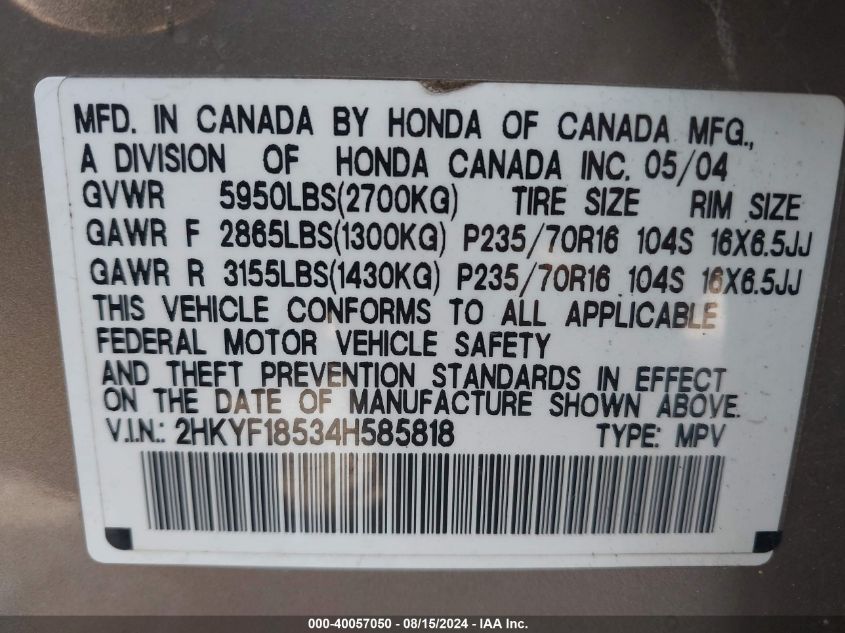 MFD. IN CANADA BY HONDA OF CANADA MFG.,
A DIVISION OF HONDA CANADA INC. 05/04
GVWR 5950LBS(2700KG) TIRE SIZE RIM SIZE
GAWR F 2865LBS(1300KG) P235/70R16 104S 16X6.5JJ
GAWR R 3155LBS(1430KG) P235/70R16 104S 16X6.5JJ
THIS VEHICLE CONFORMS TO ALL APPLICABLE
FEDERAL MOTOR VEHICLE SAFETY
AND THEFT PREVENTION STANDARDS IN EFFECT
ON THE DATE OF MANUFACTURE SHOWN ABOVE.
V.I.N.: 2HKYF18534H585818 TYPE: MPV
000-40057050 - 08/15/2024 - IAA Inc.